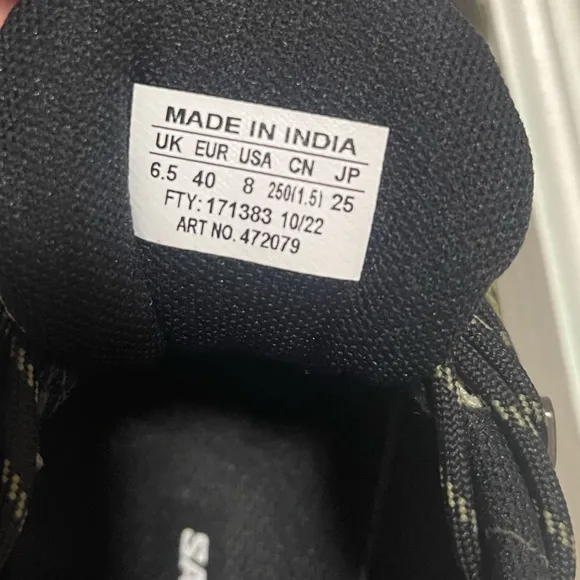 MADE IN INDIA
UK EUR USA CN JP
6.5 40 8 250(1.5) 25
FTY: 171383 10/22
ART NO. 472079
SA